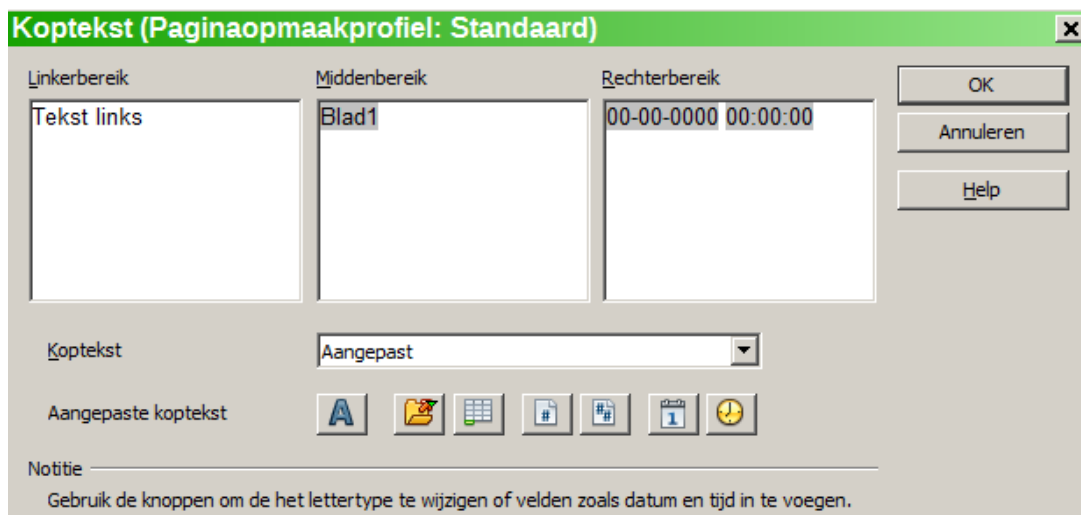 Koptekst (Paginaopmaakprofiel: Standaard)
Linkerbereik Middenbereik Rechterbereik
Tekst links Blad1 00-00-0000 00:00:00
OK
Annuleren
Help
Koptekst Aangepast
Aangepaste koptekst
Notitie
Gebruik de knoppen om de het lettertype te wijzigen of velden zoals datum en tijd in te voegen.